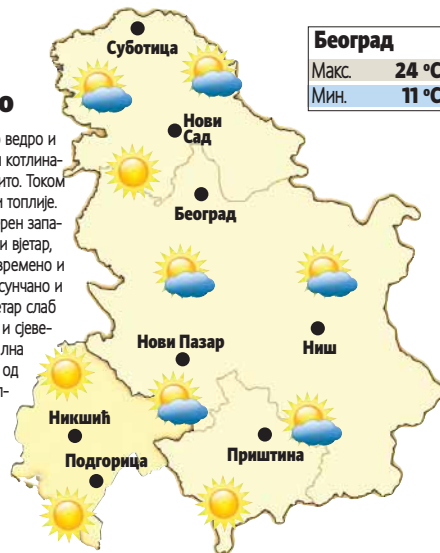 о
о ведро и
и котлина-
ито. Током
и топлије.
рен запа-
и вјетар,
времено и
сунчано и
етар слаб
и сјеве-
лна
од
п-
Београд
Макс. 24 °С
Мин. 11 °С
Суботица
Нови
Сад
Београд
Нови Пазар
Ниш
Никшић
Подгорица
Приштина